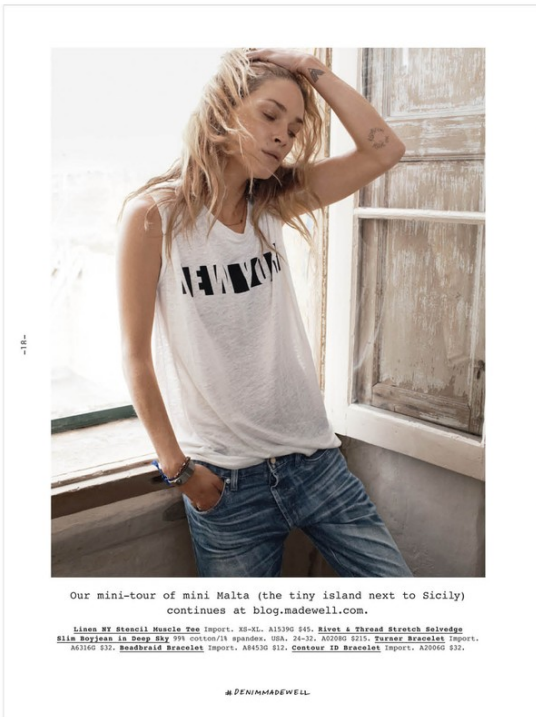 NEW YORK
-18-
Our mini-tour of mini Malta (the tiny island next to Sicily)
continues at blog.madewell.com.
Linen NY Stencil Muscle Tee Import. XS-XL. A1539G $45. Rivet & Thread Stretch Selvedge
Slim Boyjean in Deep Sky 99% cotton/1% spandex. USA. 24-32. A0208G $215. Turner Bracelet Import.
A6316G $32. Beadbraid Bracelet Import. A8453G $12. Contour ID Bracelet Import. A2006G $32.
#DENIMMADEWELL